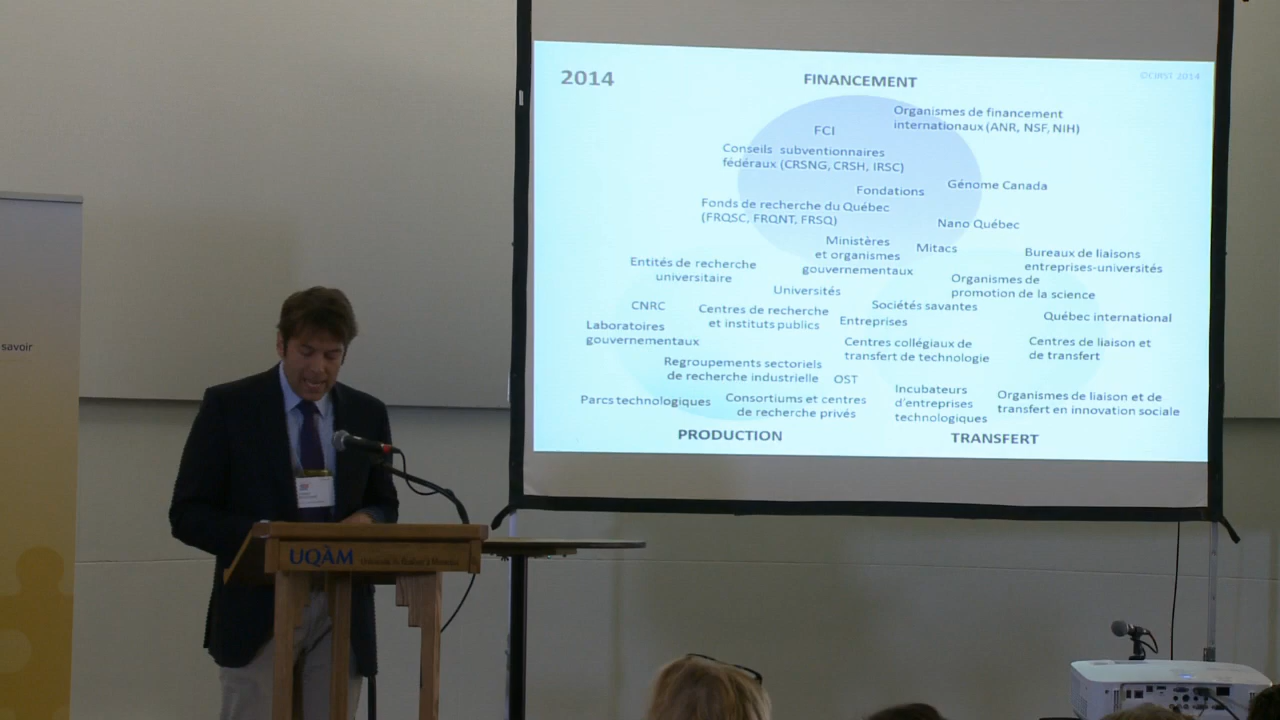 2014
FINANCEMENT
©CIRST 2014
Organismes de financement
internationaux (ANR, NSF, NIH)
FCI
Conseils subventionnaires
fédéraux (CRSNG, CRSH, IRSC)
Fondations
Génome Canada
Fonds de recherche du Québec
(FRQSC, FRQNT, FRSQ)
Nano Québec
Ministères
et organismes
gouvernementaux
Mitacs
Bureaux de liaisons
entreprises-universités
Entités de recherche
universitaire
Organismes de
promotion de la science
Universités
CNRC
Centres de recherche
et instituts publics
Sociétés savantes
Entreprises
Québec international
Laboratoires
gouvernementaux
Centres collégiaux de
transfert de technologie
Centres de liaison et
de transfert
Regroupements sectoriels
de recherche industrielle
OST
Parcs technologiques
Consortiums et centres
de recherche privés
Incubateurs
d'entreprises
technologiques
Organismes de liaison et de
transfert en innovation sociale
PRODUCTION
TRANSFERT
savoir
UQÀM